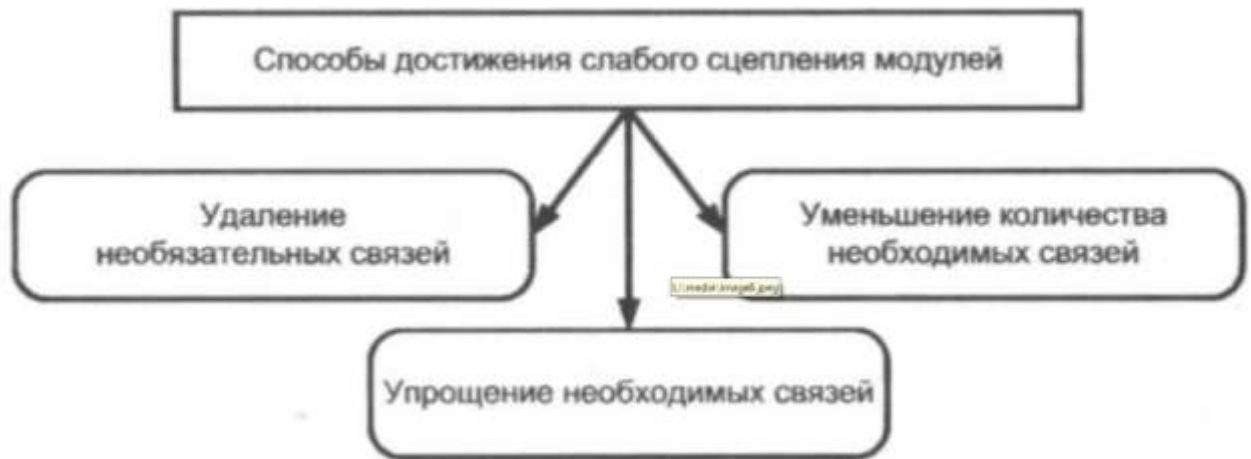 Способы достижения слабого сцепления модулей
Удаление
необязательных связей
Уменьшение количества
необходимых связей
Упрощение необходимых связей